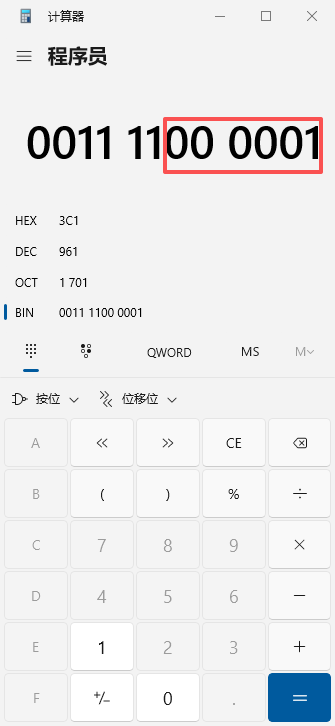 计算器
程序员
0011 1100 0001
HEX 3C1
DEC 961
OCT 1 701
BIN 0011 1100 0001
QWORD MS M
按位 位移位
A << >> CE
B ( ) % ÷
C 7 8 9 ×
D 4 5 6 −
E 1 2 3 +
F +/− 0 . =